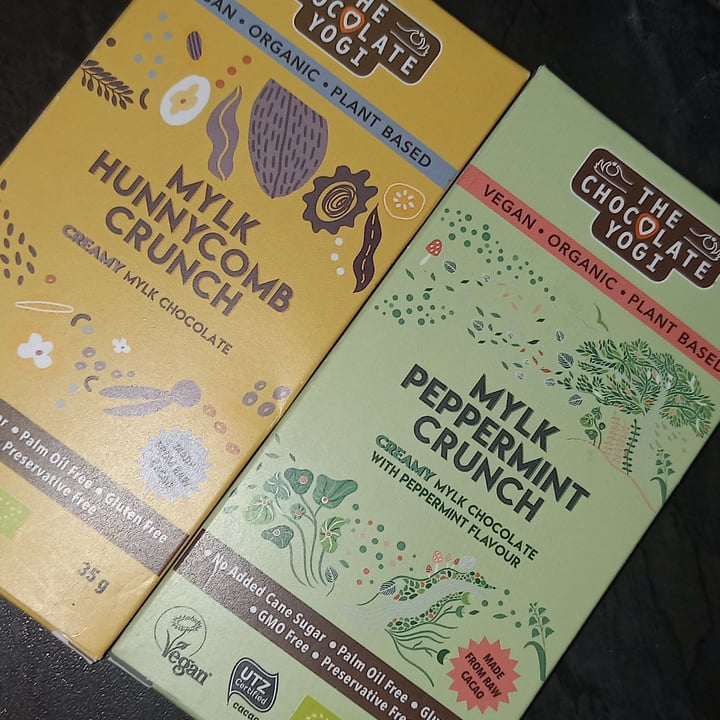 THE
CHOCOLATE
YOGI
ORGANIC • PLANT BASED
MYLK
HUNNYCOMB
CRUNCH
CREAMY MYLK CHOCOLATE
• Palm Oil Free • Gluten Free
Preservative Free
35g
THE
CHOCOLATE
YOGI
VEGAN • ORGANIC • PLANT BASED
MYLK
PEPPERMINT
CRUNCH
CREAMY MYLK CHOCOLATE
WITH PEPPERMINT FLAVOUR
• No Added Cane Sugar • Palm Oil Free •
• GMO Free • Preservative Free
Vegan
UTZ
Certified
cacao
MADE
FROM RAW
CACAO